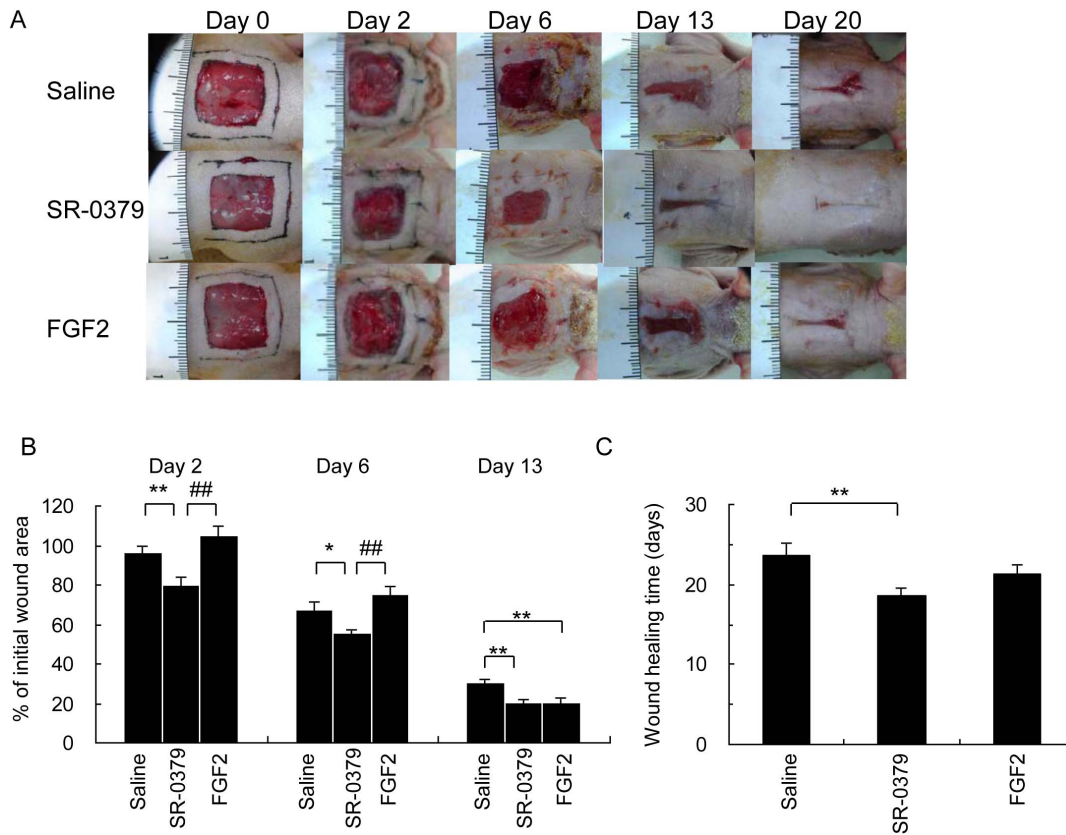 A
Day 0 Day 2 Day 6 Day 13 Day 20
Saline
SR-0379
FGF2
B
Day 2 Day 6 Day 13
% of initial wound area
120
100
80
60
40
20
0
** ##
* ##
**
**
Saline SR-0379 FGF2 Saline SR-0379 FGF2 Saline SR-0379 FGF2
C
Wound healing time (days)
30
20
10
0
**
Saline SR-0379 FGF2